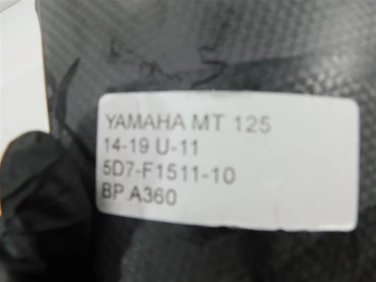 YAMAHA MT 125
14-19 U-11
5D7-F1511-10
BP A360